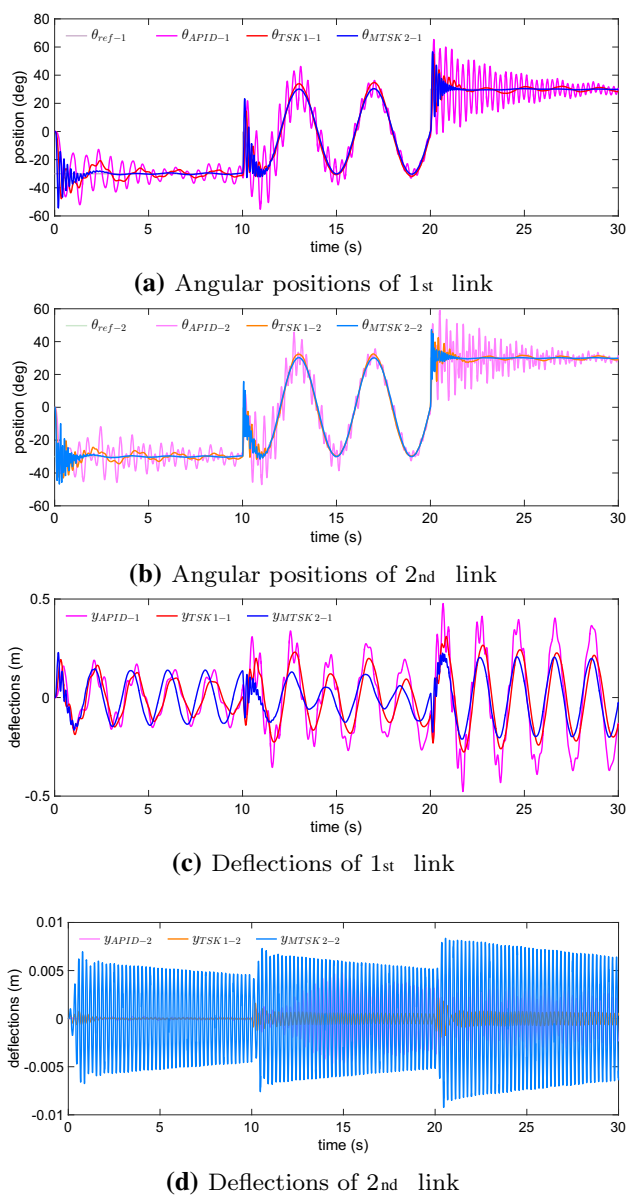 θref−1 θAPID−1 θTSK1−1 θMTSK2−1
60
40
20
0
-20
-40
-60
position (deg)
0 5 10 15 20 25 30
time (s)
(a) Angular positions of 1st link
θref−2 θAPID−2 θTSK1−2 θMTSK2−2
60
40
20
0
-20
-40
-60
position (deg)
0 5 10 15 20 25 30
time (s)
(b) Angular positions of 2nd link
yAPID−1 yTSK1−1 yMTSK2−1
0.5
0
-0.5
deflections (m)
0 5 10 15 20 25 30
time (s)
(c) Deflections of 1st link
yAPID−2 yTSK1−2 yMTSK2−2
0.01
0.005
0
-0.005
-0.01
deflections (m)
0 5 10 15 20 25 30
time (s)
(d) Deflections of 2nd link